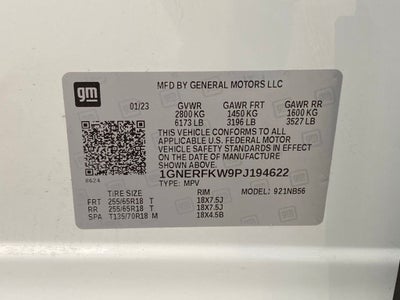 gm
MFD BY GENERAL MOTORS LLC
01/23 GVWR GAWR FRT GAWR RR
2800 KG 1450 KG 1600 KG
6173 LB 3196 LB 3527 LB
THIS VEHICLE CONFORMS TO ALL
APPLICABLE U.S. FEDERAL MOTOR
VEHICLE SAFETY STANDARDS IN EFFECT
ON THE DATE OF MANUFACTURE
SHOWN ABOVE.
1GNERFKW9PJ194622
8624 TYPE: MPV MODEL: 921NB56
TIRE SIZE RIM
FRT 255/65R18 T 18X7.5J
RR 255/65R18 T 18X7.5J
SPA T135/70R18 M 18X4.5B